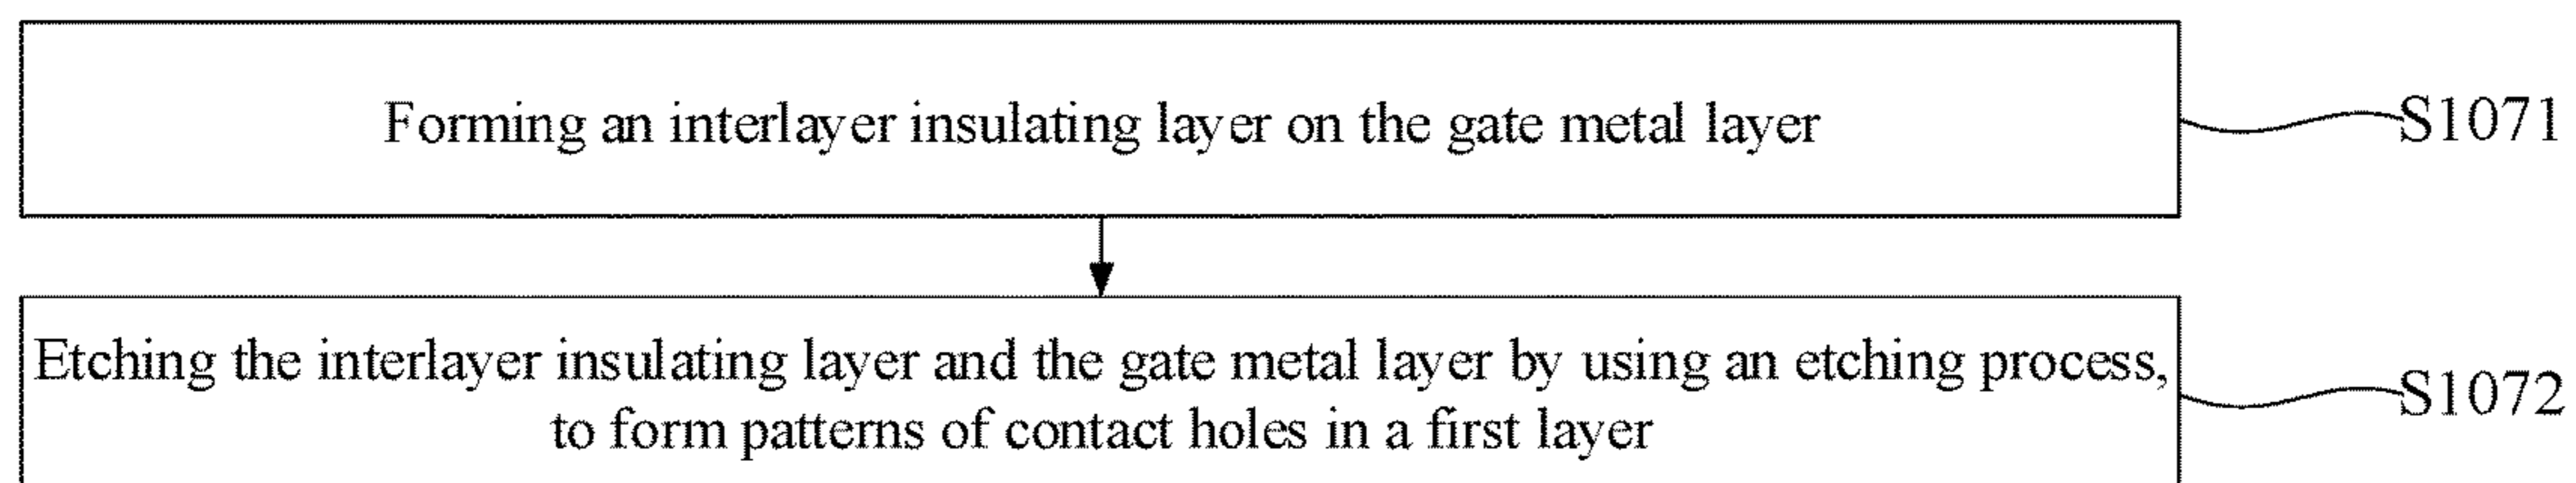 Forming an interlayer insulating layer on the gate metal layer
S1071
Etching the interlayer insulating layer and the gate metal layer by using an etching process,
to form patterns of contact holes in a first layer
S1072